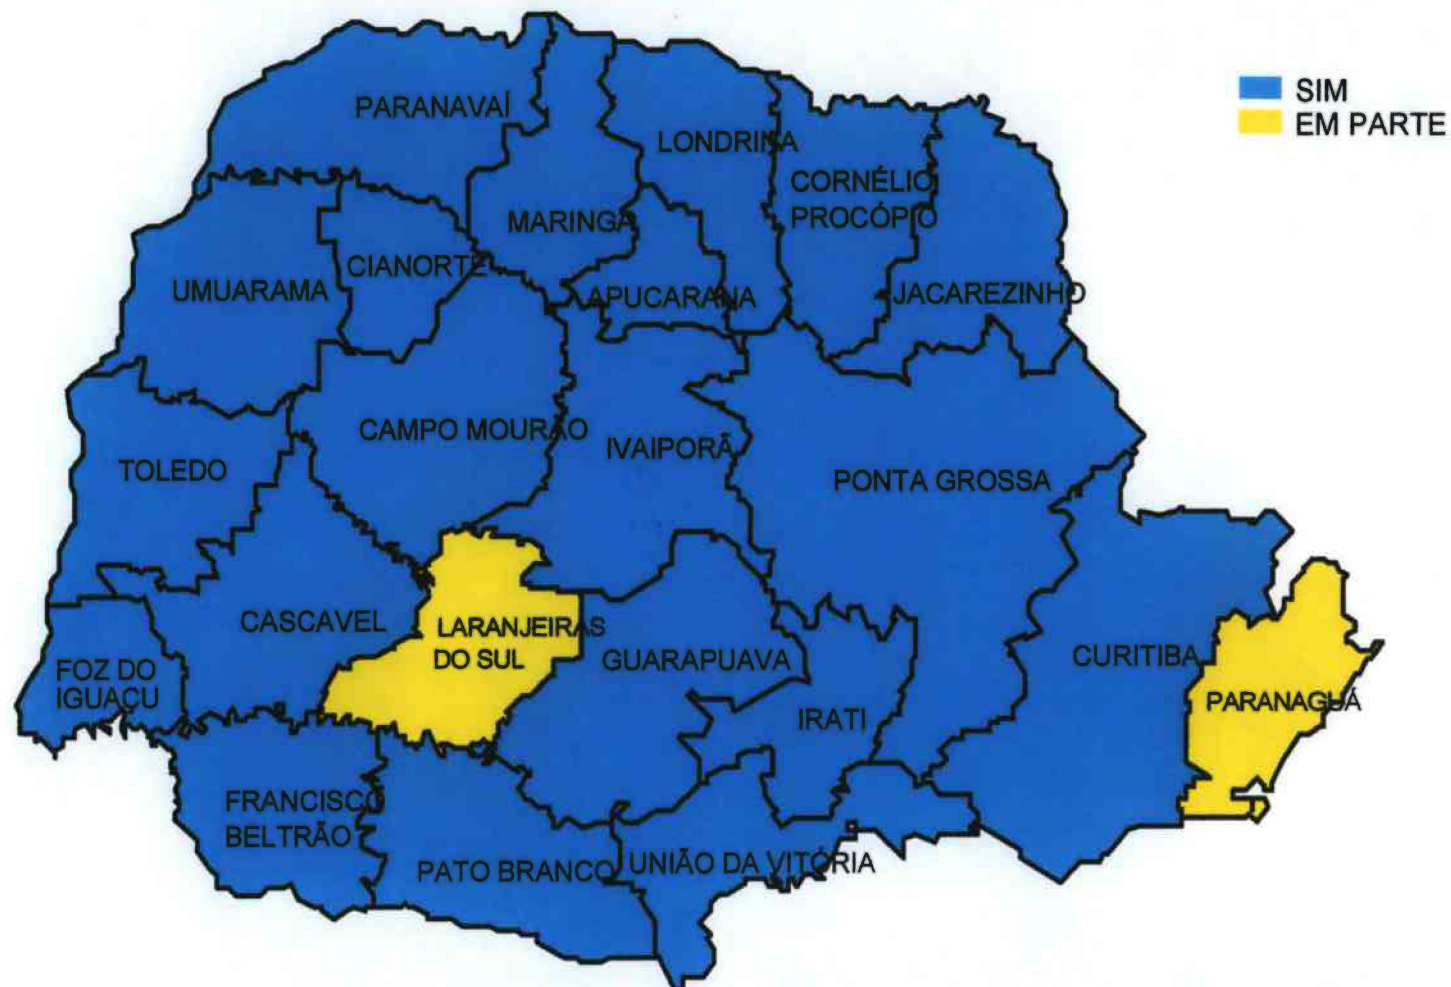 SIM
EM PARTE
PARANAVAÍ
LONDRINA
CORNÉLIO
PROCÓPIO
MARINGÁ
CIANORTE
UMUARAMA
APUCARANA
JACAREZINHO
CAMPO MOURÃO
IVAIPORÃ
TOLEDO
PONTA GROSSA
CASCAVEL
LARANJEIRAS
DO SUL
GUARAPUAVA
CURITIBA
FOZ DO
IGUAÇU
PARANAGUÁ
IRATI
FRANCISCO
BELTRÃO
PATO BRANCO
UNIÃO DA VITÓRIA